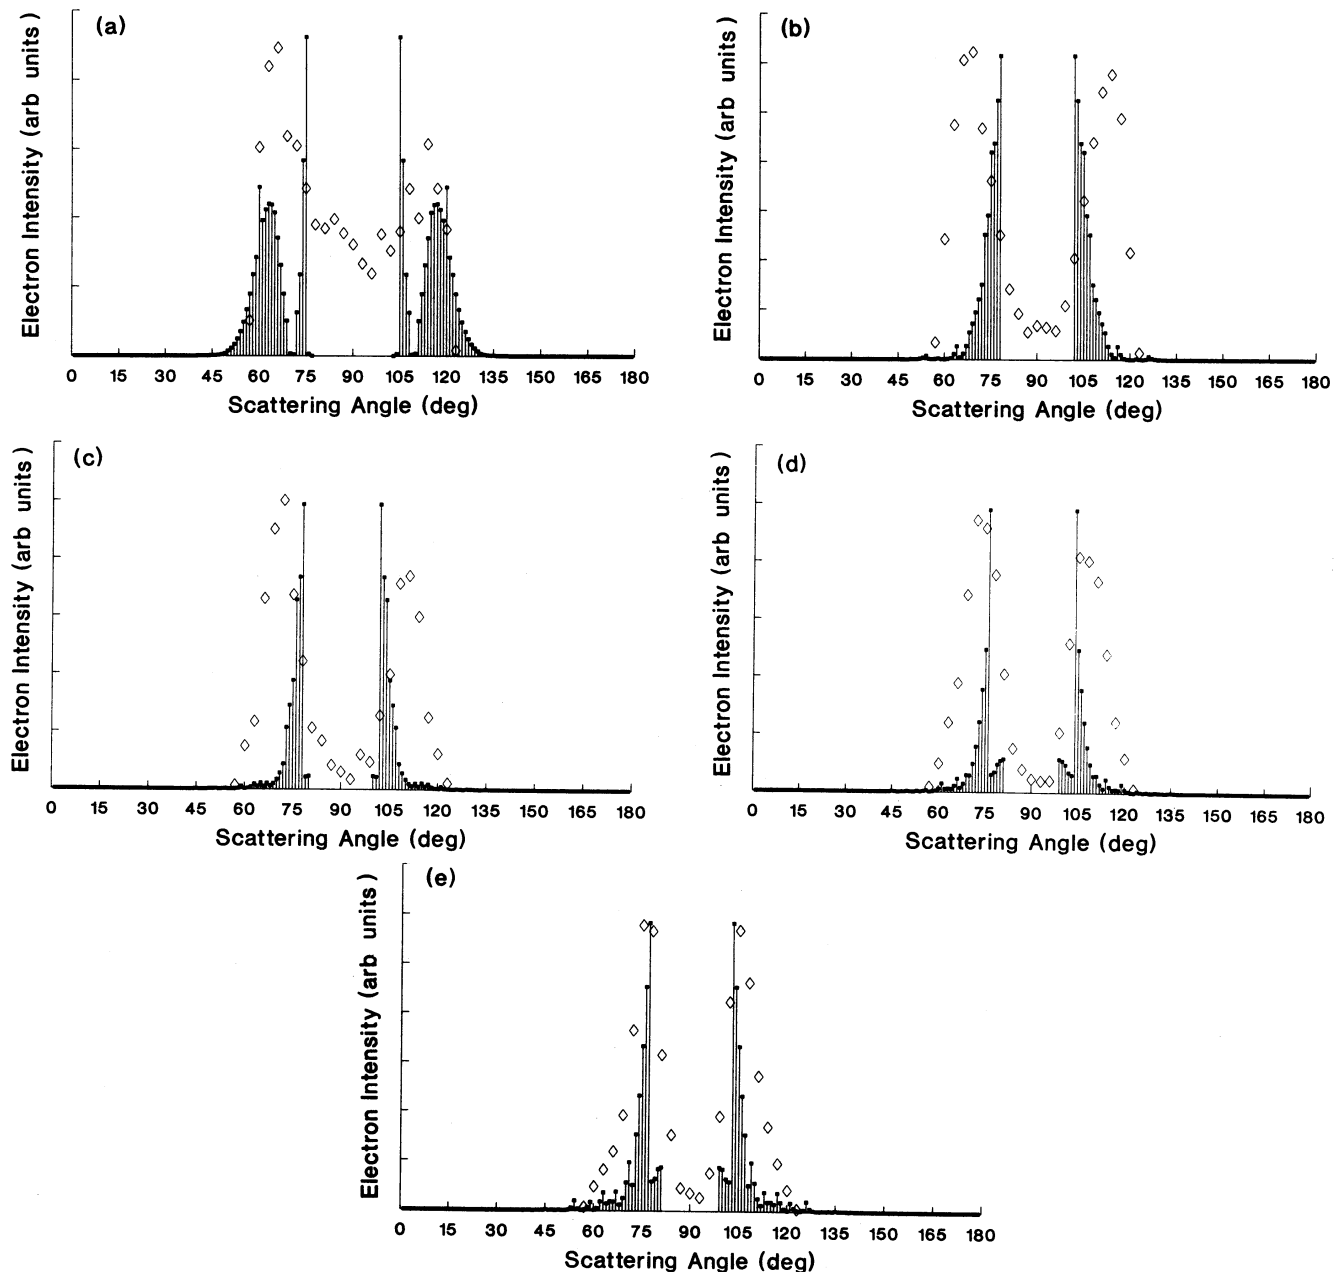 (a)
Electron Intensity (arb units)
0 15 30 45 60 75 90 105 120 135 150 165 180
Scattering Angle (deg)
(b)
Electron Intensity (arb units)
0 15 30 45 60 75 90 105 120 135 150 165 180
Scattering Angle (deg)
(c)
Electron Intensity (arb units)
0 15 30 45 60 75 90 105 120 135 150 165 180
Scattering Angle (deg)
(d)
Electron Intensity (arb units)
0 15 30 45 60 75 90 105 120 135 150 165 180
Scattering Angle (deg)
(e)
Electron Intensity (arb units)
0 15 30 45 60 75 90 105 120 135 150 165 180
Scattering Angle (deg)